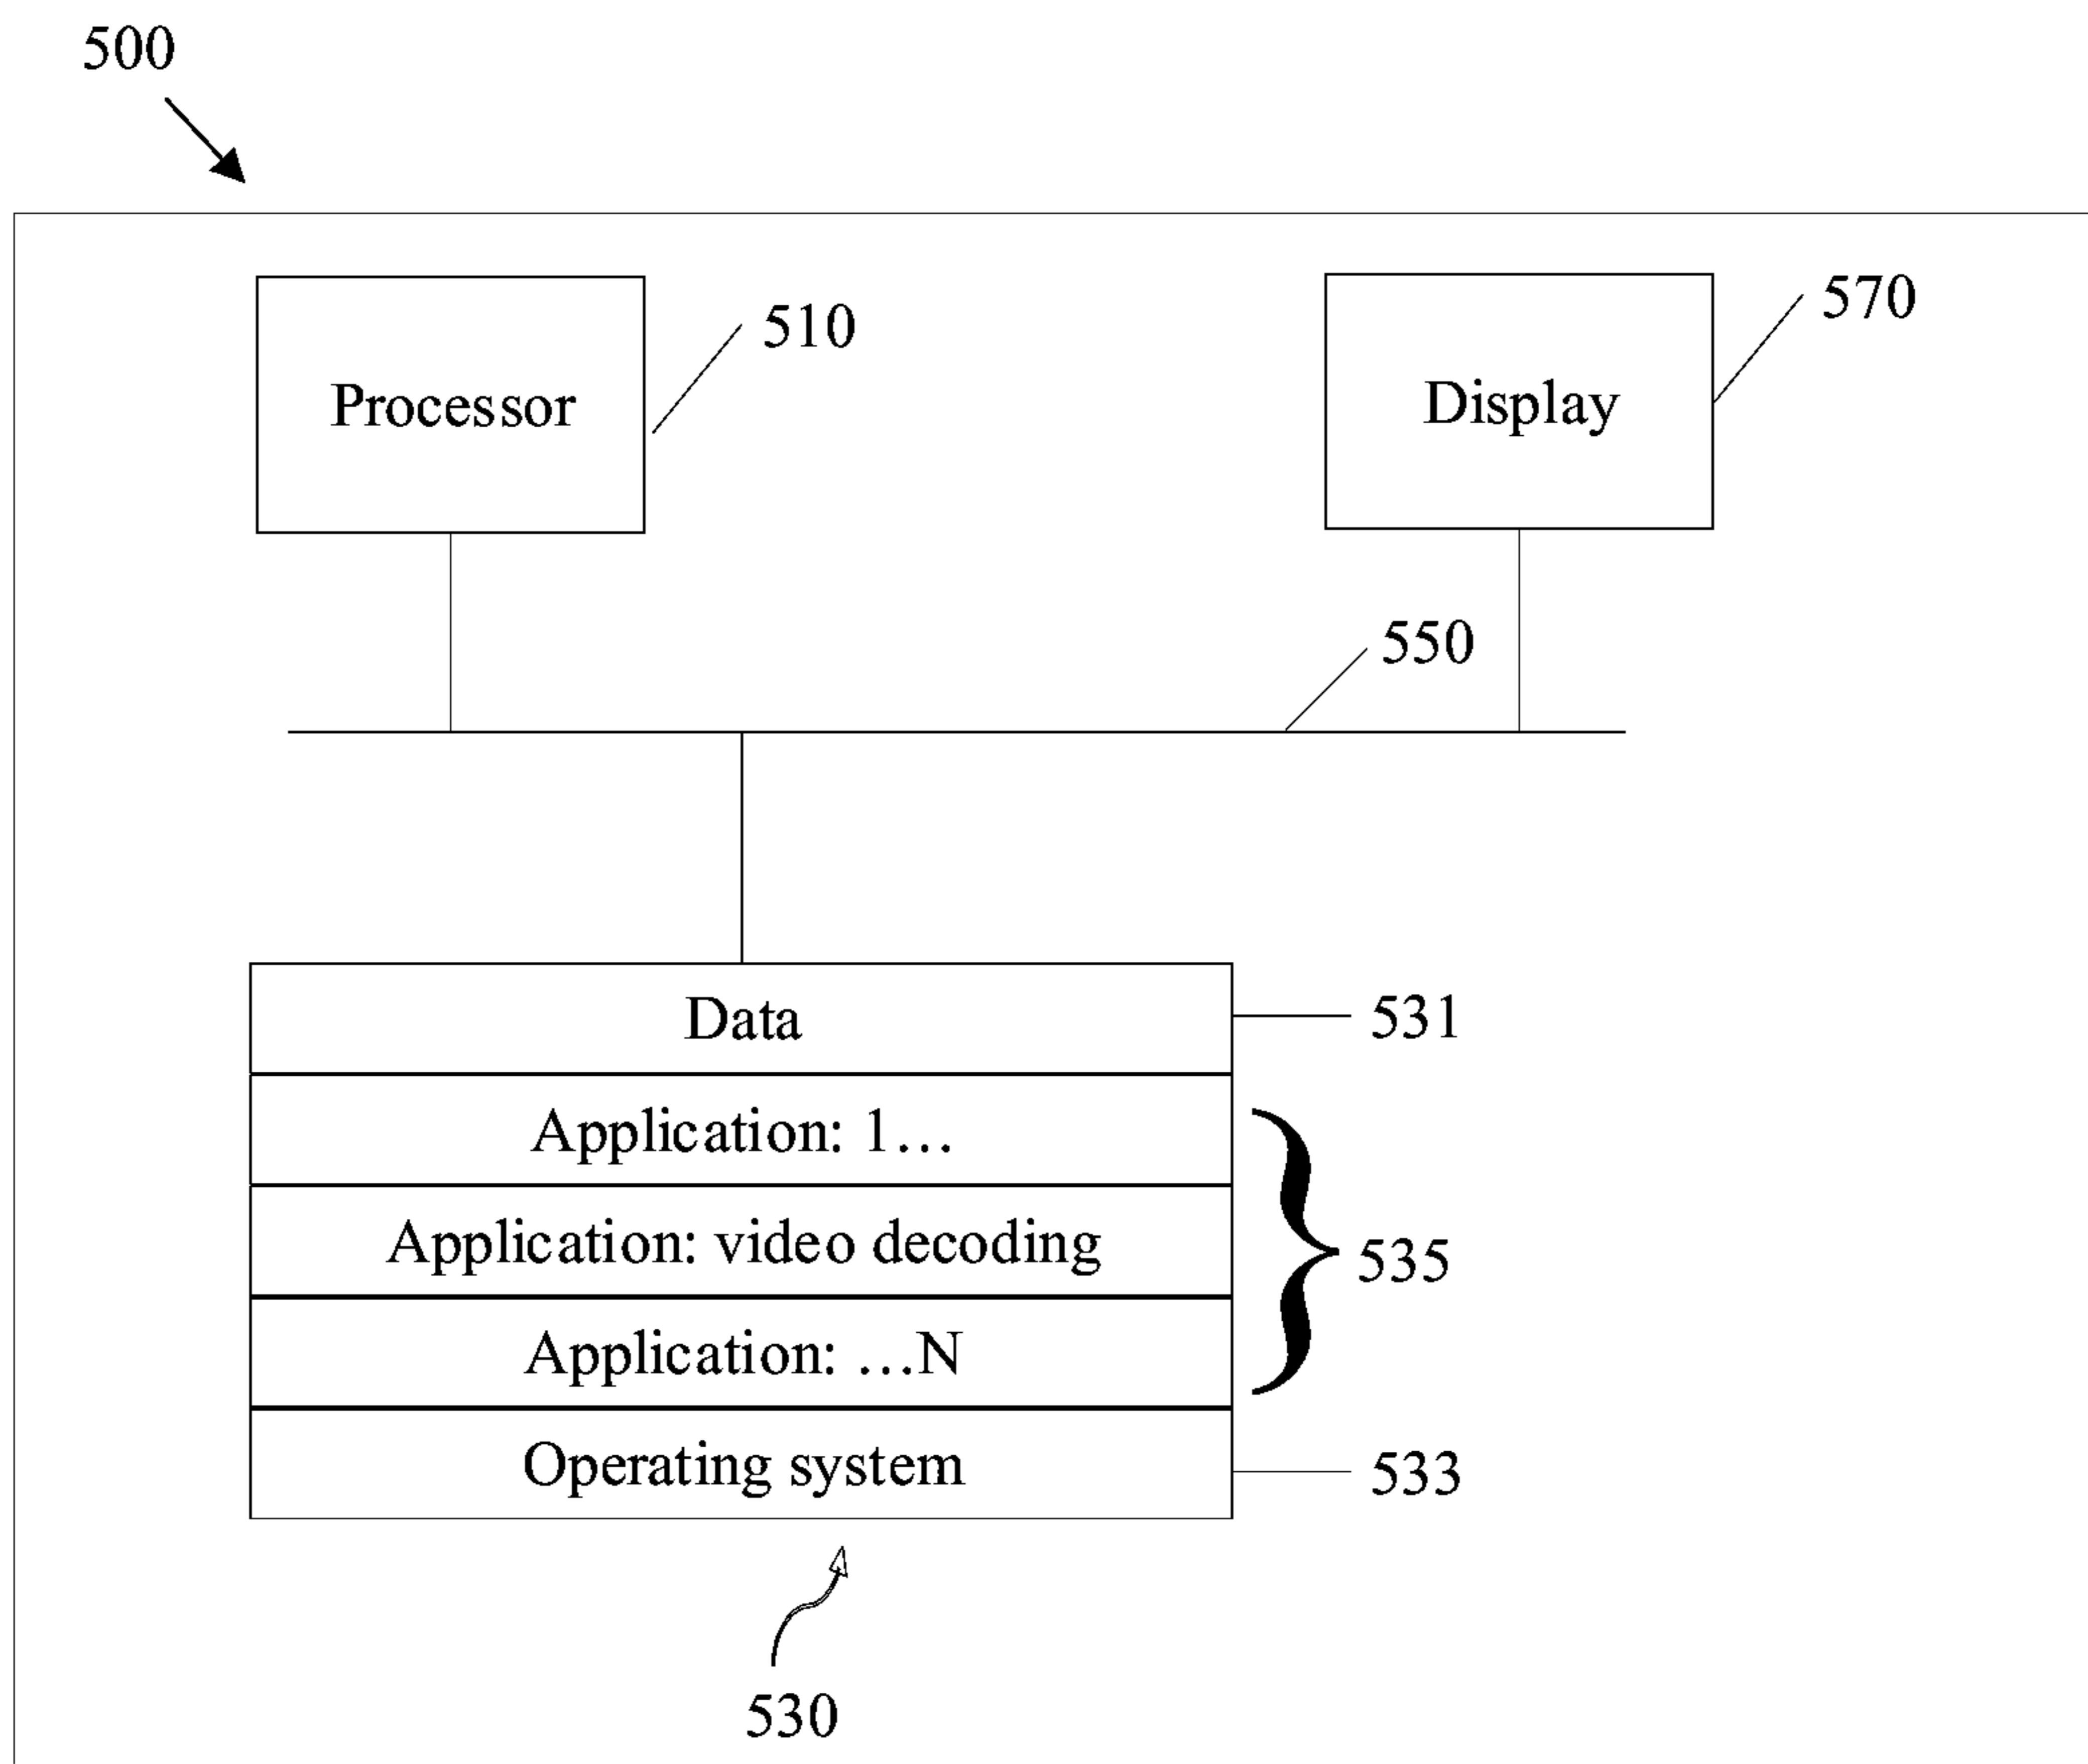 500
Processor
510
Display
570
550
Data
531
Application: 1...
Application: video decoding
535
Application: ...N
Operating system
533
530